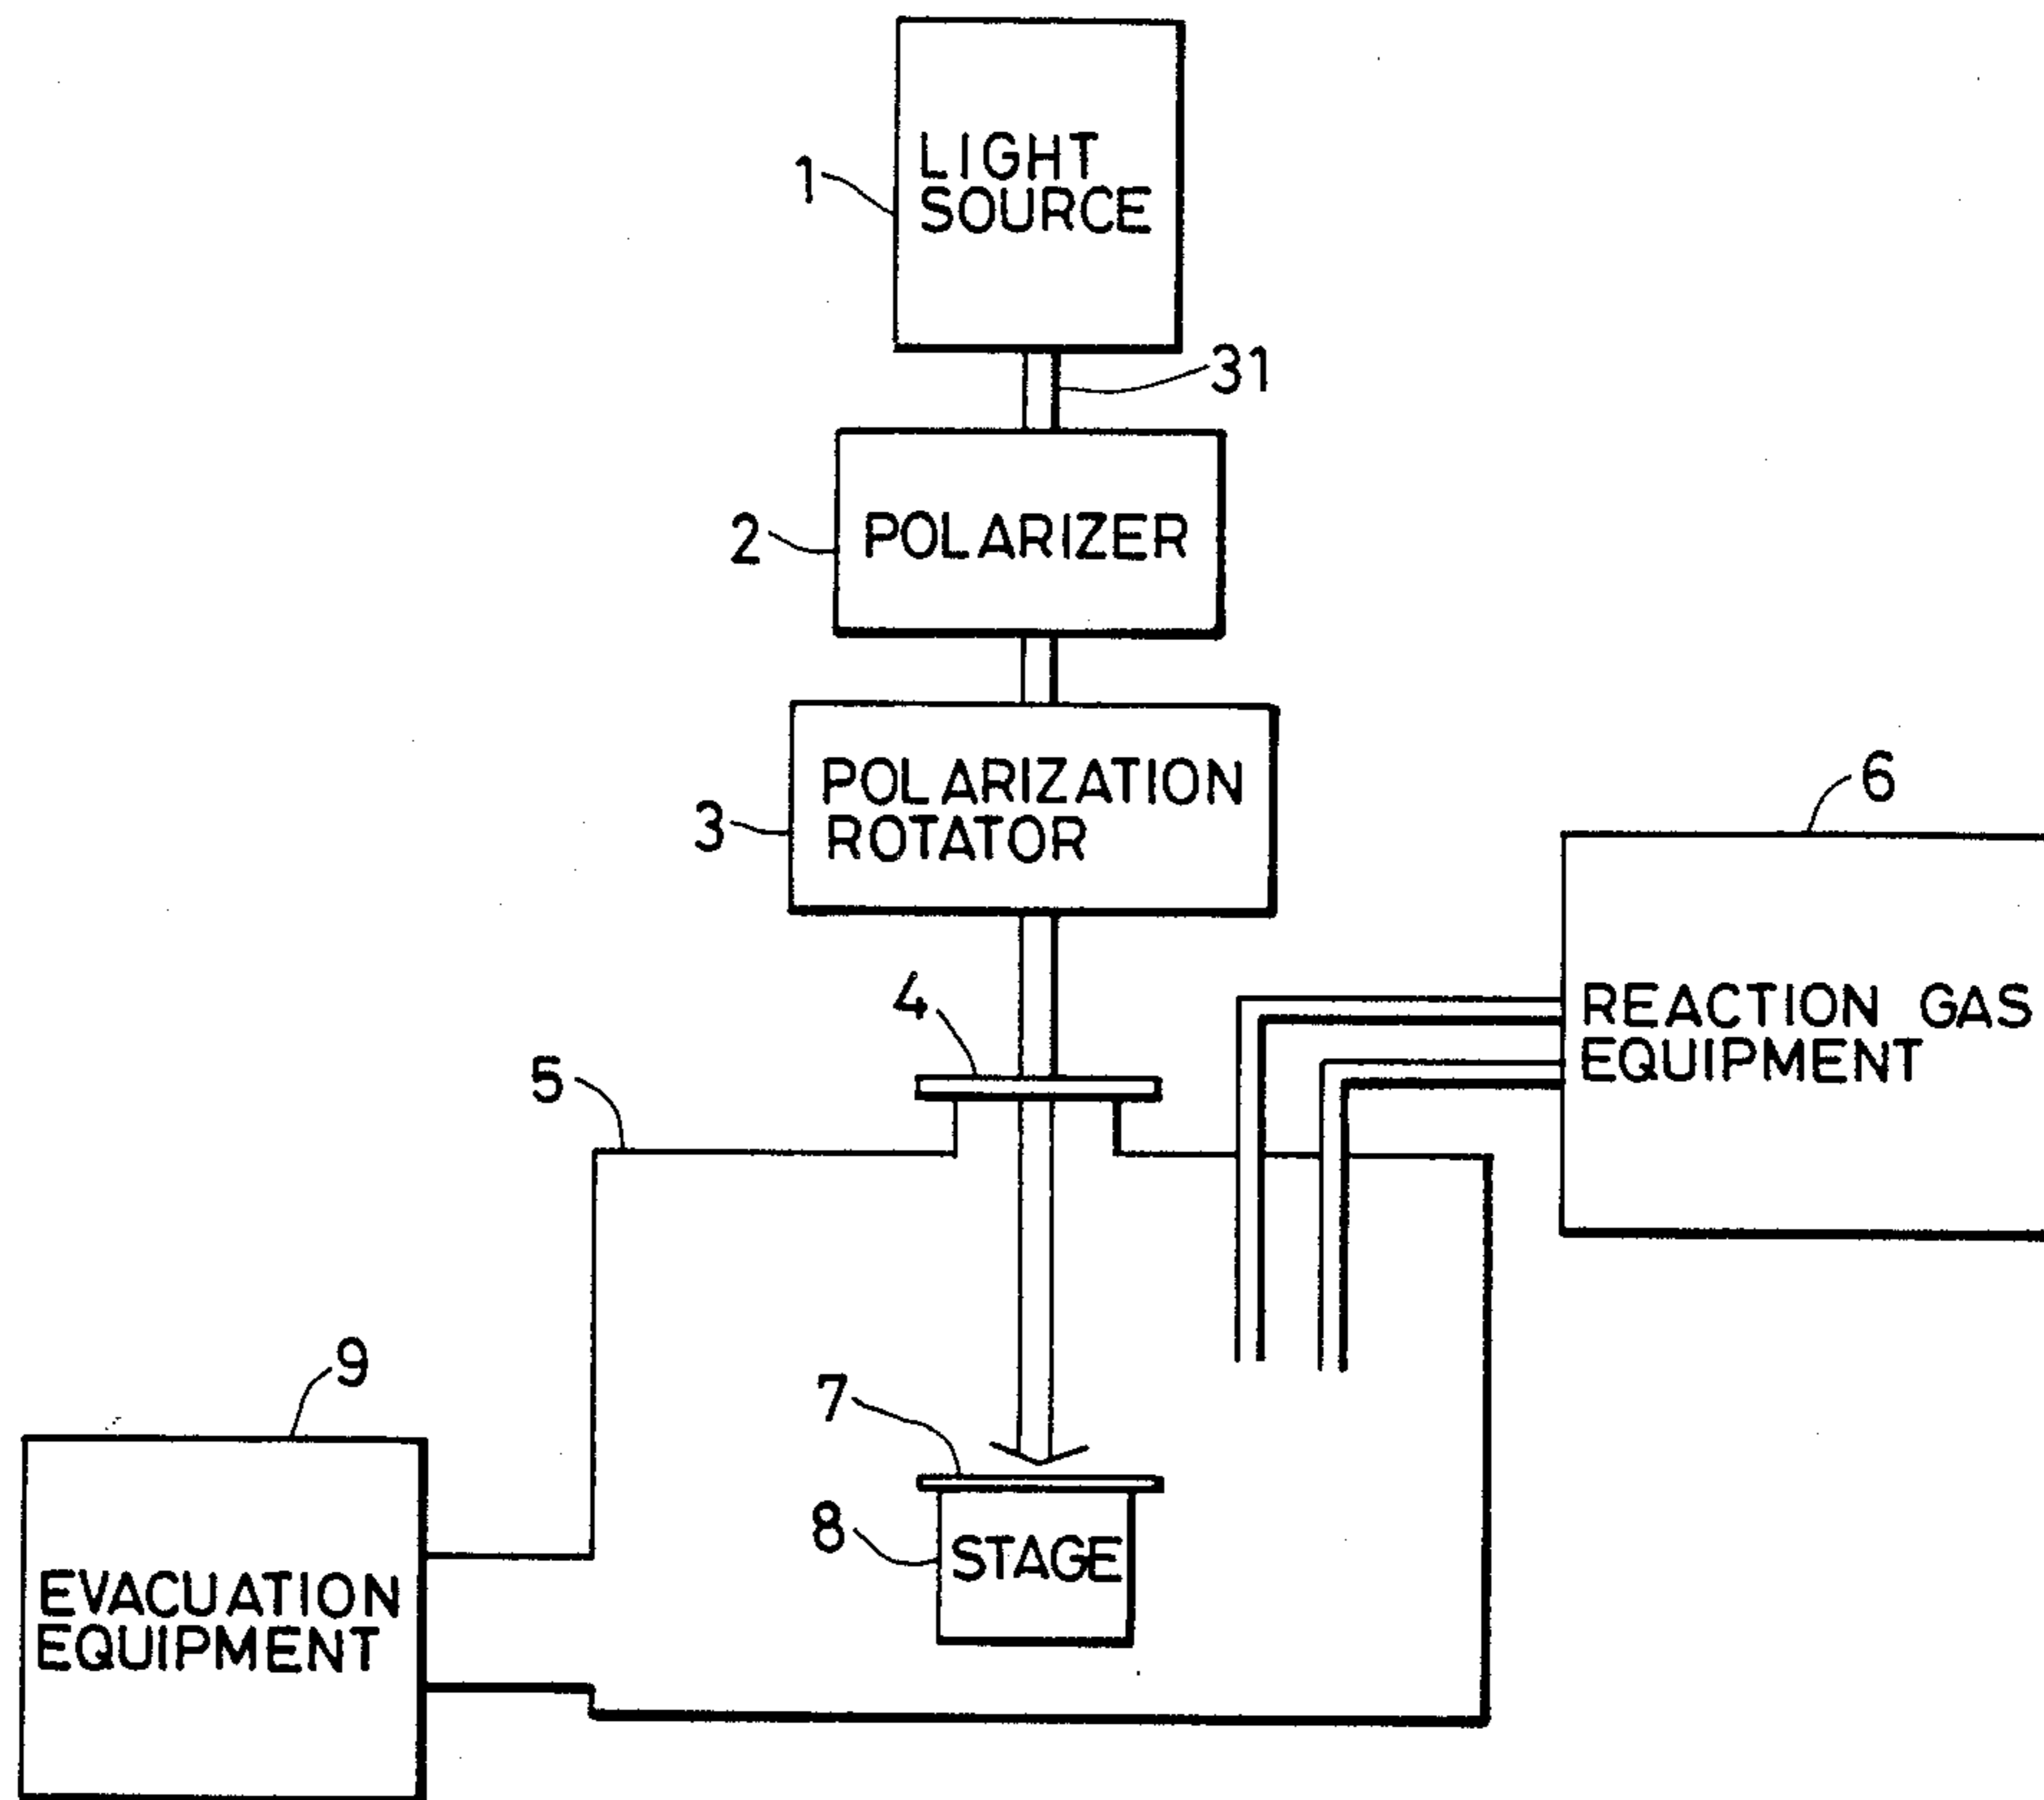 LIGHT
SOURCE
1
31
2
POLARIZER
3
POLARIZATION
ROTATOR
6
4
5
REACTION GAS
EQUIPMENT
9
7
8
STAGE
EVACUATION
EQUIPMENT